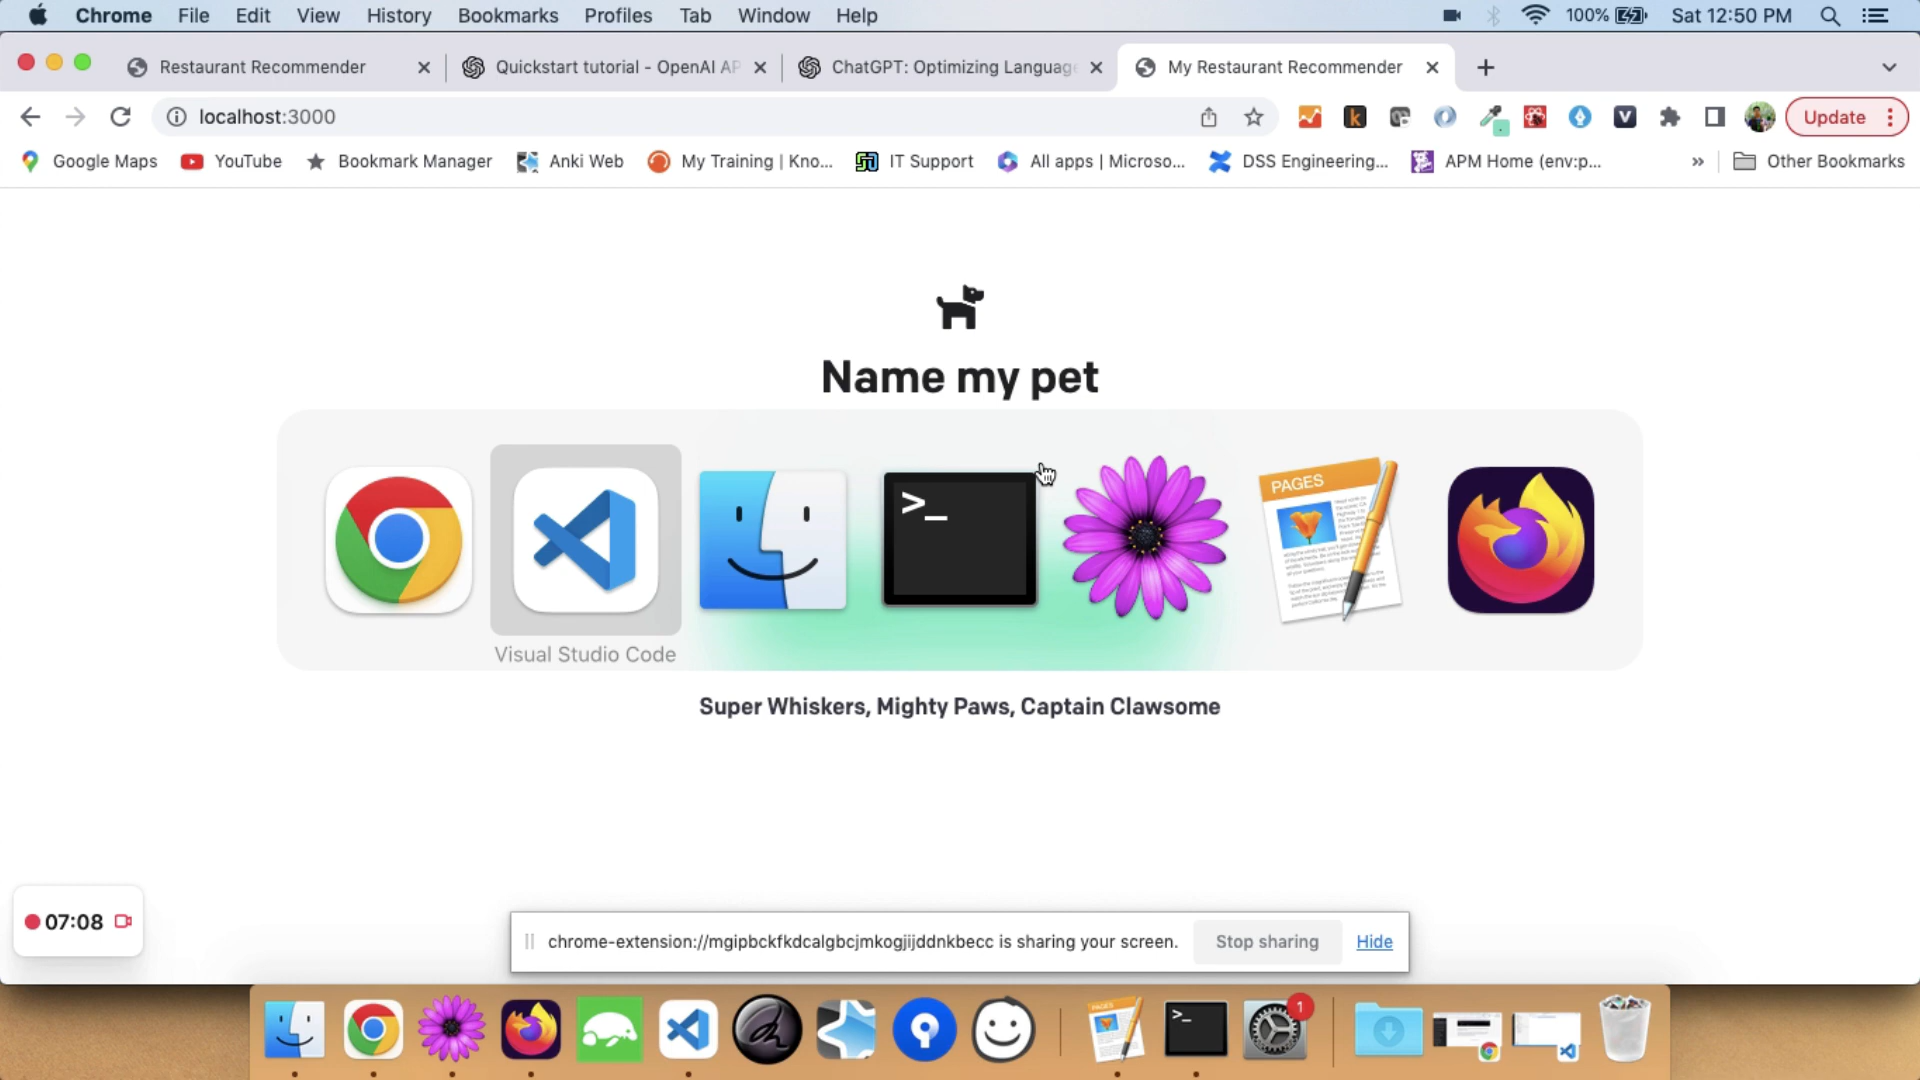 Chrome File Edit View History Bookmarks Profiles Tab Window Help 100% Sat 12:50 PM
Restaurant Recommender Quickstart tutorial - OpenAI AP ChatGPT: Optimizing Language My Restaurant Recommender
localhost:3000 Update
Google Maps YouTube Bookmark Manager Anki Web My Training | Kno... IT Support All apps | Microso... DSS Engineering... APM Home (env:p... » Other Bookmarks
Name my pet
PAGES
>_
Visual Studio Code
Super Whiskers, Mighty Paws, Captain Clawsome
07:08
chrome-extension://mgipbckfkdcalgbcjmkogjijddnkbecc is sharing your screen. Stop sharing Hide
PAGES
>_
1